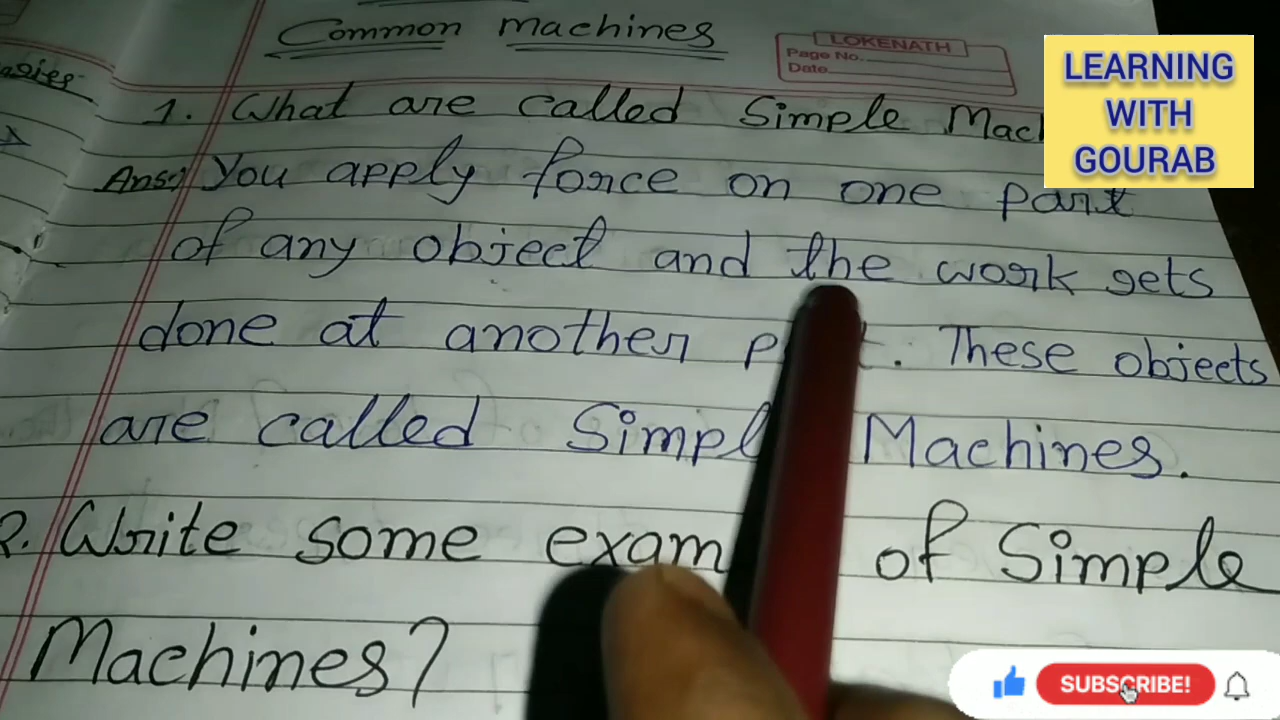 Common Machines
LOKENATH
Page No.
Date
LEARNING
WITH
GOURAB
1. What are called Simple Mac
Ans:) You apply force on one part
of any object and the work gets
done at another p t. These objects
are called Simpl Machines.
2. Write some exam of Simple
Machines?
SUBSCRIBE!